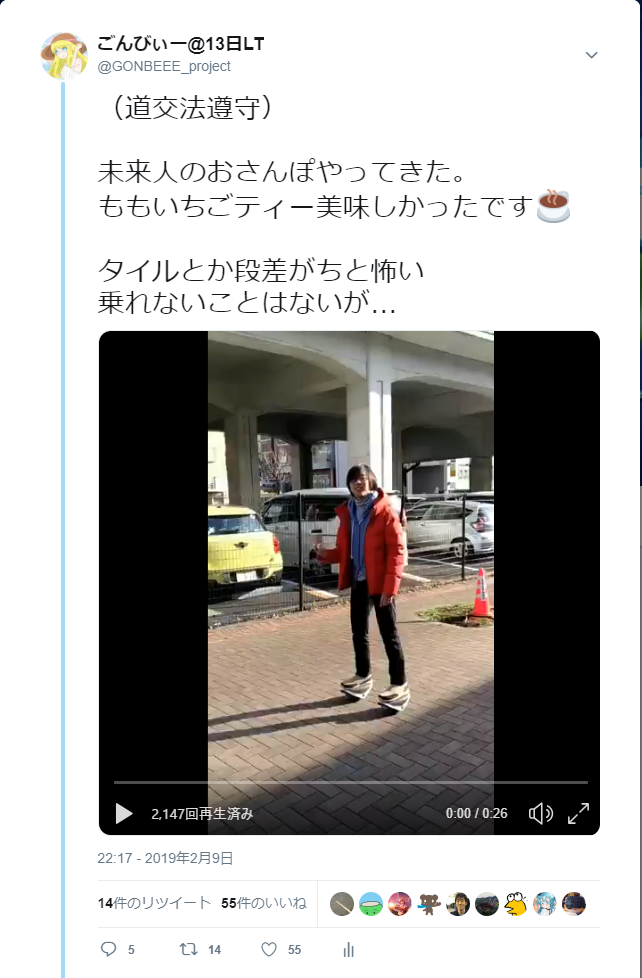 ごんびぃー@13日LT
@GONBEEE_project
（道交法遵守）
未来人のおさんぽやってきた。
ももいちごティー美味しかったです☕
タイルとか段差がちと怖い
乗れないことはないが…
2,147回再生済み
0:00 / 0:26
22:17 - 2019年2月9日
14件のリツイート 55件のいいね
5 14 55